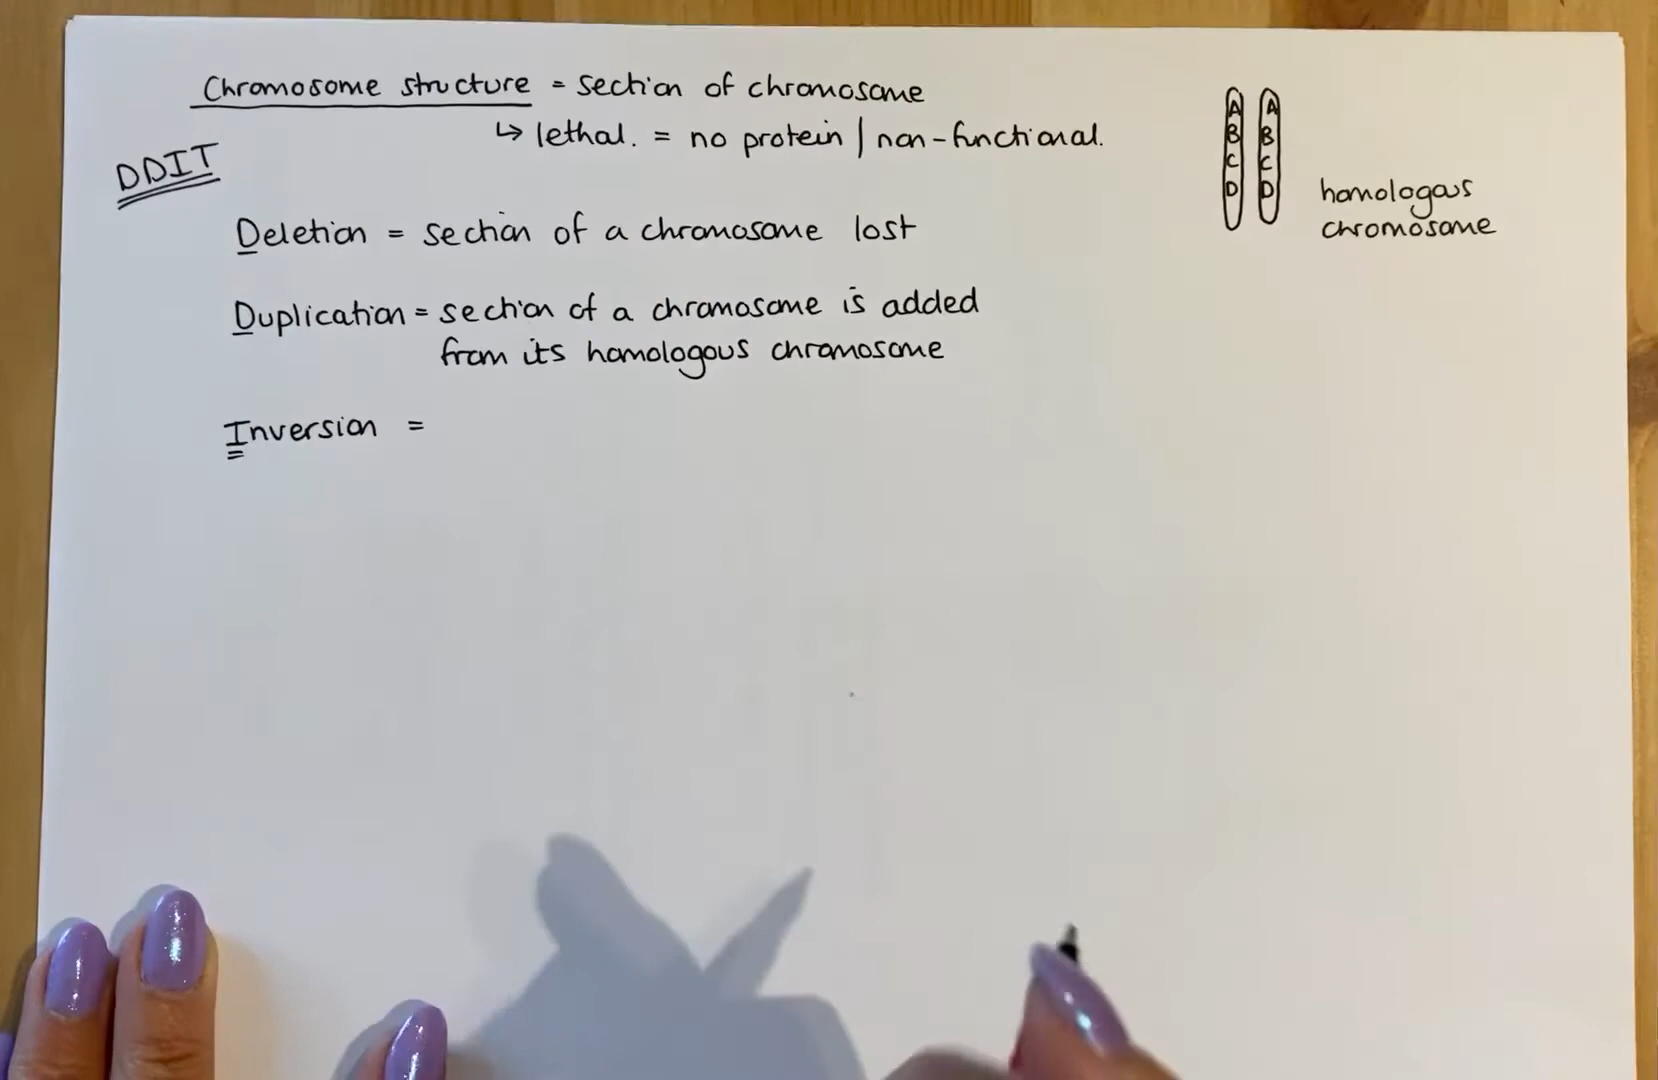 Chromosome structure = section of chromosome
↳ lethal. = no protein | non-functional.
DDIT
Deletion = section of a chromosome lost
Duplication = section of a chromosome is added
from its homologous chromosome
Inversion =
A A
B B
C C
D D
homologous
chromosome